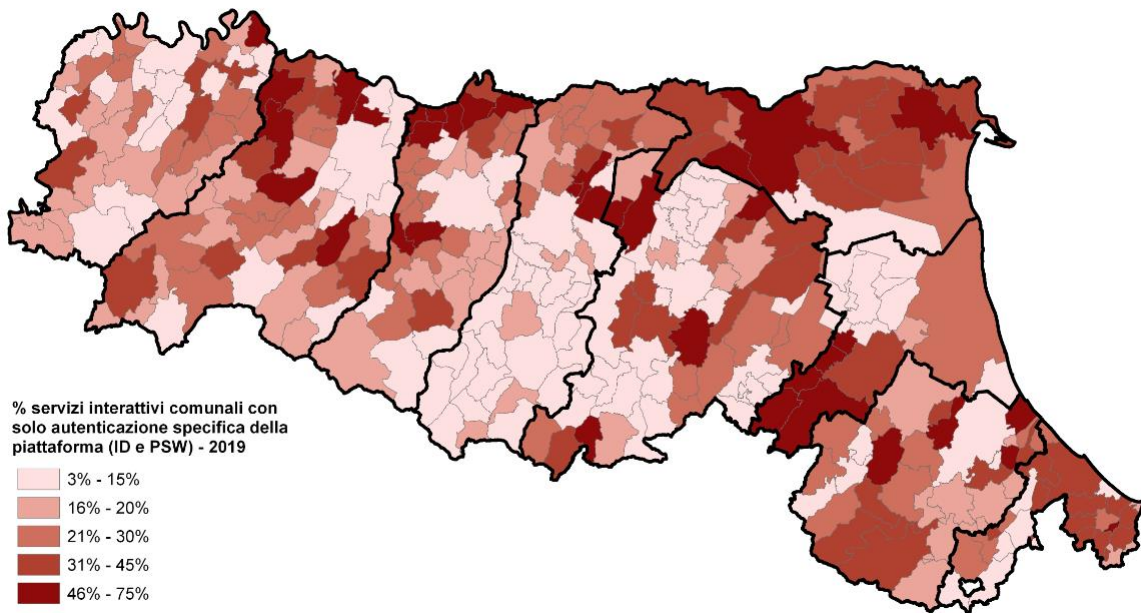 % servizi interattivi comunali con
solo autenticazione specifica della
piattaforma (ID e PSW) - 2019
3% - 15%
16% - 20%
21% - 30%
31% - 45%
46% - 75%